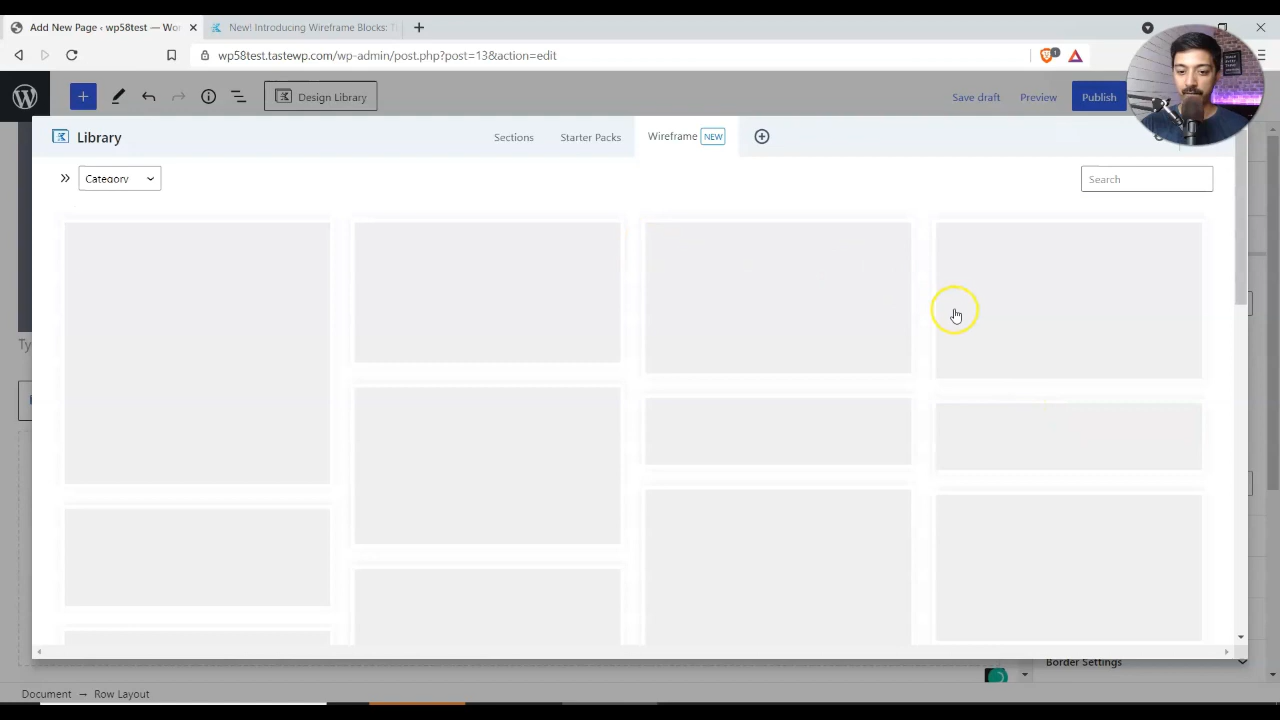 Add New Page ‹ wp58test — Wor
New! Introducing Wireframe Blocks: T
wp58test.tastewp.com/wp-admin/post.php?post=13&action=edit
1
Design Library
Save draft
Preview
Publish
Library
Sections
Starter Packs
Wireframe NEW
Category
Search
Ty
Border Settings
Document → Row Layout